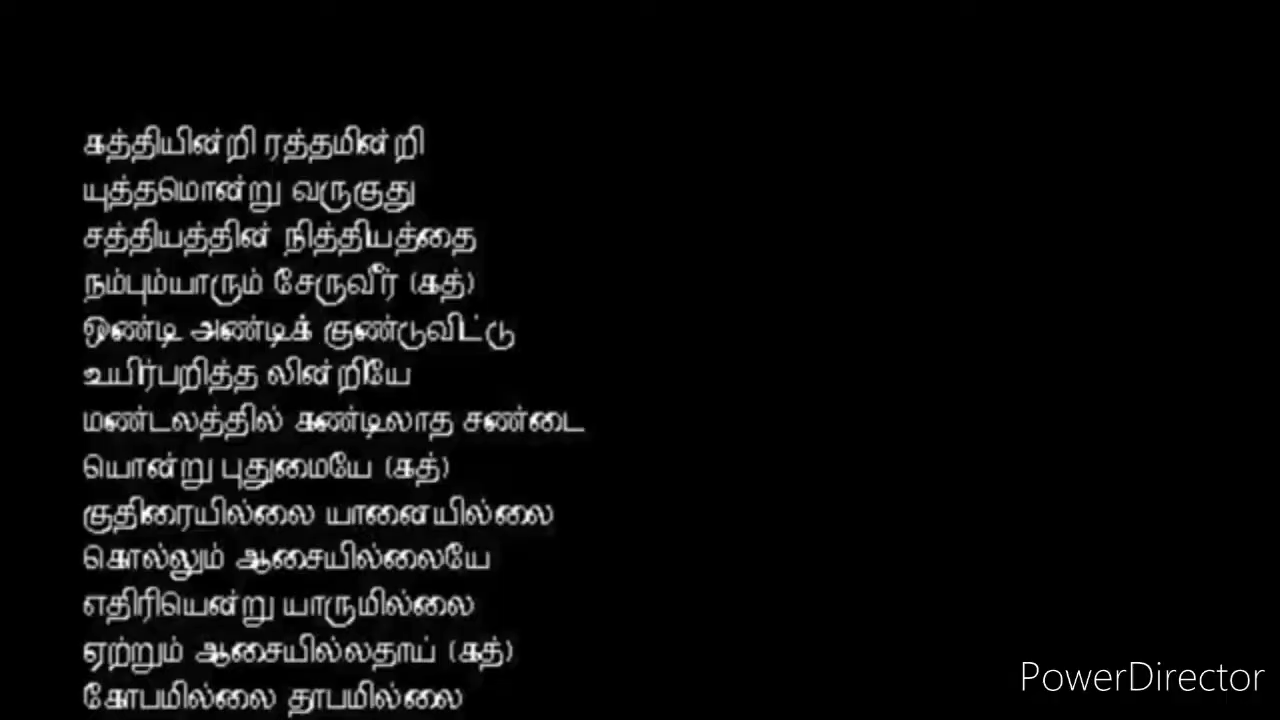 கத்தியின்றி ரத்தமின்றி
யுத்தமொன்று வருகுது
சத்தியத்தின் நித்தியத்தை
நம்பும்யாரும் சேருவீர் (கத்)
ஒண்டி அண்டிக் குண்டுவிட்டு
உயிர்பறித்த லின்றியே
மண்டலத்தில் கண்டிலாத சண்டை
யொன்று புதுமையே (கத்)
குதிரையில்லை யானையில்லை
கொல்லும் ஆசையில்லையே
எதிரியென்று யாருமில்லை
ஏற்றும் ஆசையில்லதாய் (கத்)
கோபமில்லை தாபமில்லை
PowerDirector